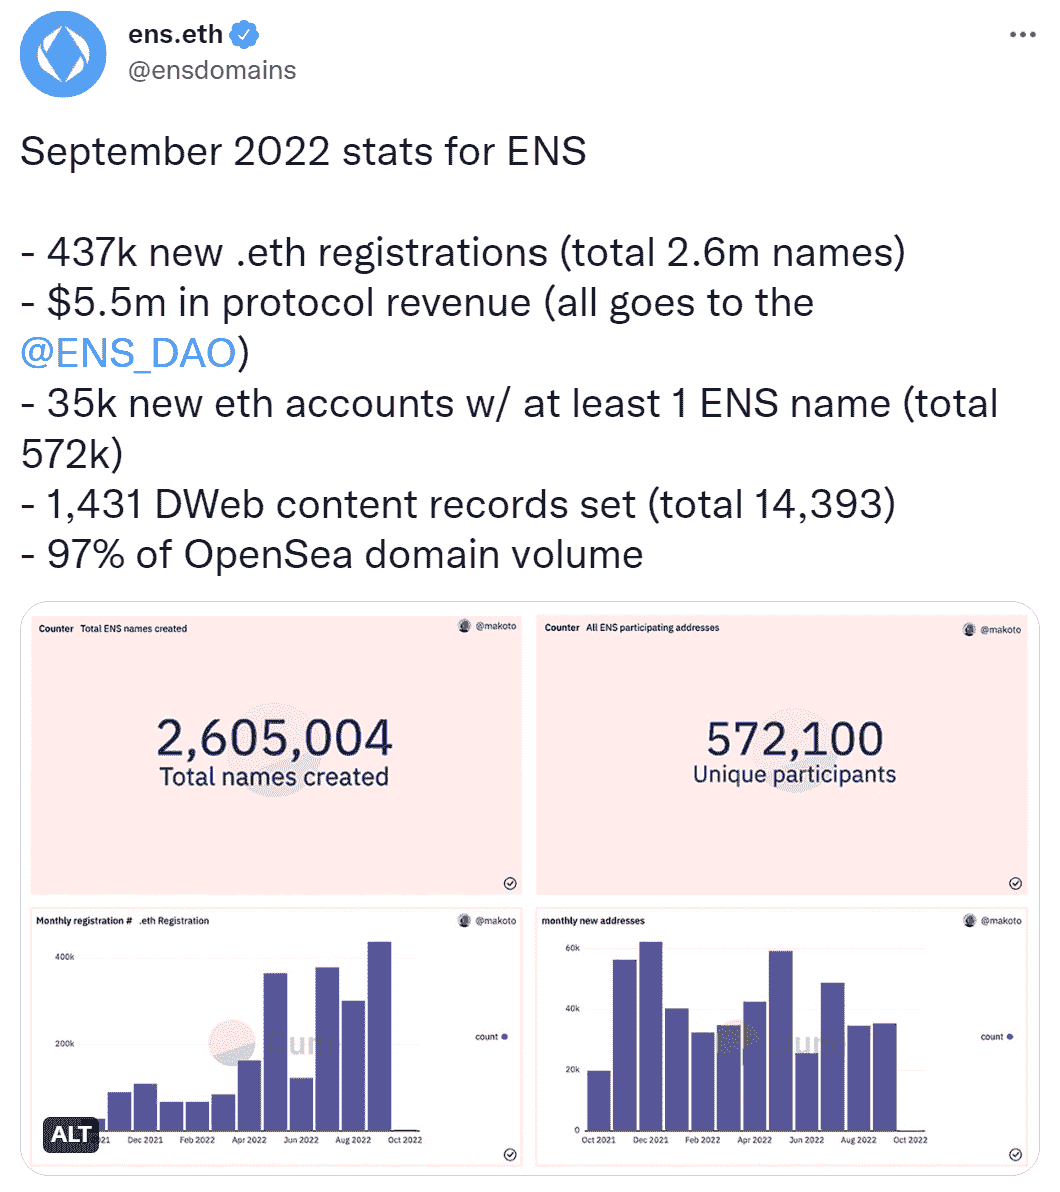 ens.eth
@ensdomains
September 2022 stats for ENS
- 437k new .eth registrations (total 2.6m names)
- $5.5m in protocol revenue (all goes to the
@ENS_DAO)
- 35k new eth accounts w/ at least 1 ENS name (total
572k)
- 1,431 DWeb content records set (total 14,393)
- 97% of OpenSea domain volume
Counter Total ENS names created @makoto
2,605,004
Total names created
Counter All ENS participating addresses @makoto
572,100
Unique participants
Monthly registration # .eth Registration @makoto
400k
200k
count
ALT
Dec 2021 Feb 2022 Apr 2022 Jun 2022 Aug 2022 Oct 2022
monthly new addresses @makoto
60k
40k
20k
0
count
Oct 2021 Dec 2021 Feb 2022 Apr 2022 Jun 2022 Aug 2022 Oct 2022